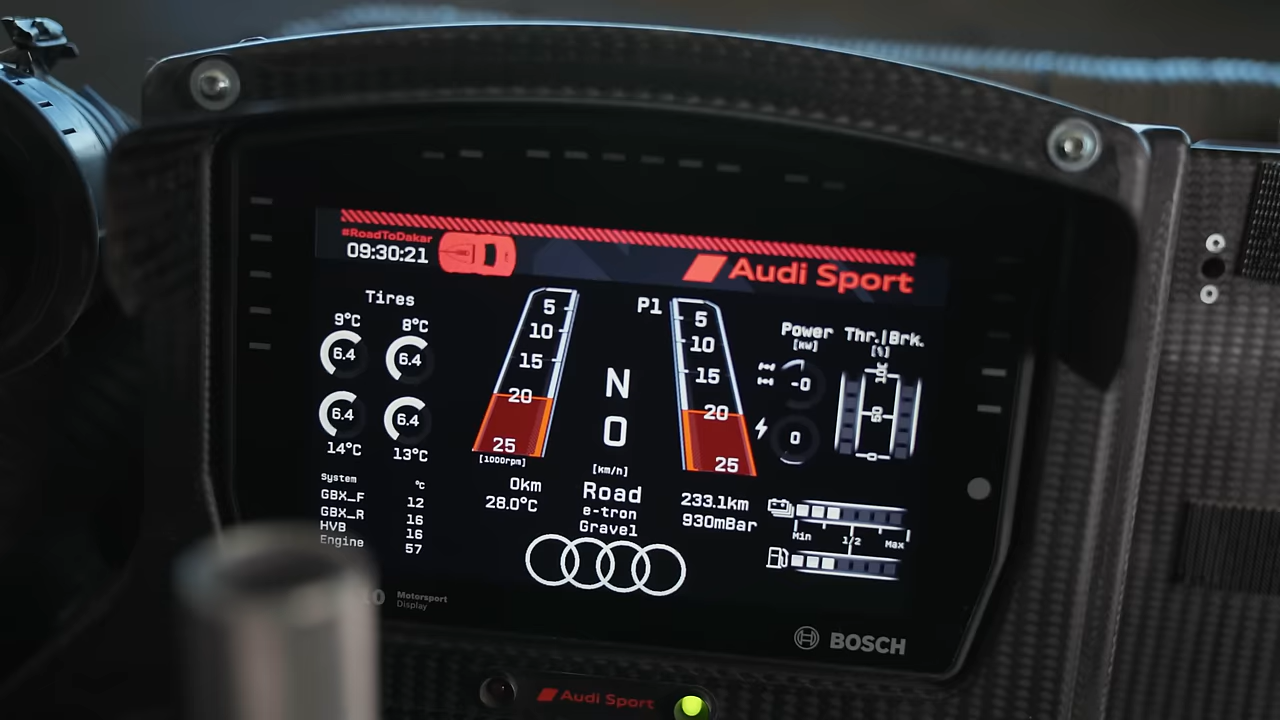 #RoadToDakar
09:30:21
Audi Sport
Tires
9°C 8°C
6.4 6.4
6.4 6.4
14°C 13°C
System °C
GBX_F 12
GBX_R 16
HVB 16
Engine 57
5
10
15
20
25
[1000rpm]
0km
28.0°C
N
0
[km/h]
Road
e-tron
Gravel
P1
5
10
15
20
25
233.1km
930mBar
Power
[kW]
-0
0
Thr.|Brk.
[%]
100
50
0
Min 1/2 Max
Motorsport
Display
BOSCH
Audi Sport